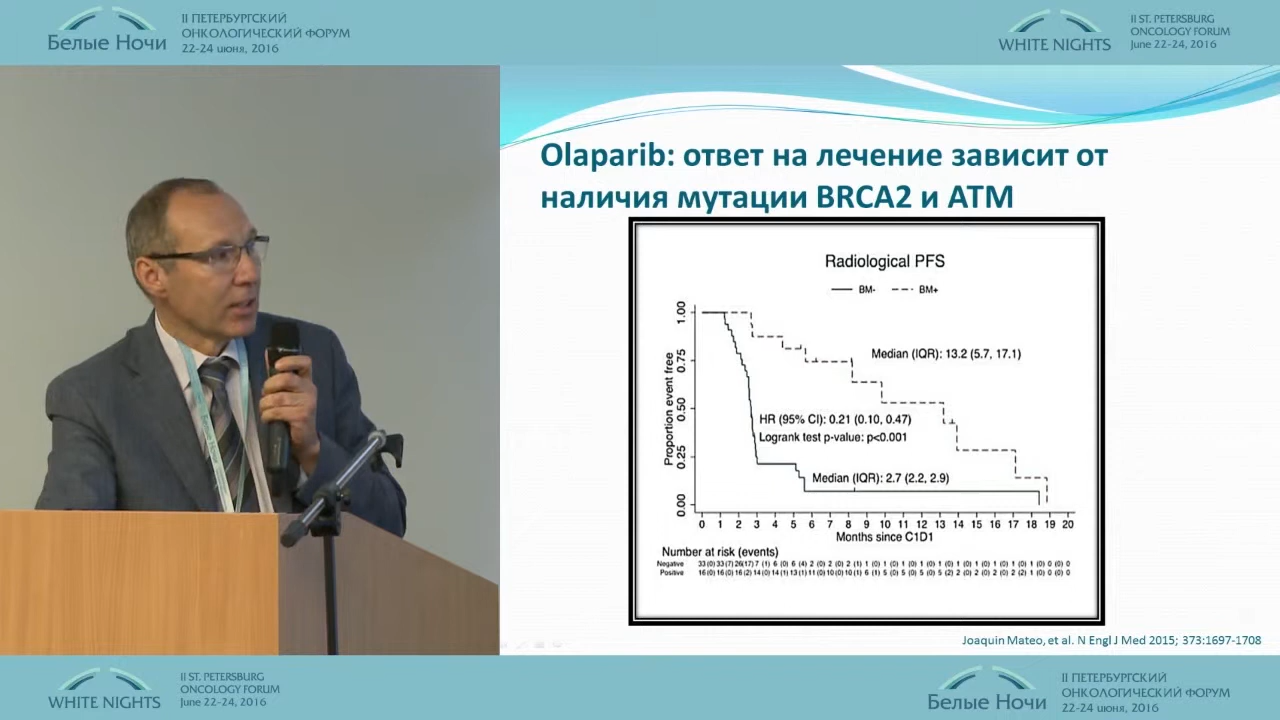 Белые Ночи
II ПЕТЕРБУРГСКИЙ
ОНКОЛОГИЧЕСКИЙ ФОРУМ
22-24 июня, 2016
WHITE NIGHTS
II ST. PETERSBURG
ONCOLOGY FORUM
June 22-24, 2016
Olaparib: ответ на лечение зависит от
наличия мутации BRCA2 и ATM
Radiological PFS
BM- BM+
Proportion event free
1.00
0.75
0.50
0.25
0.00
Median (IQR): 13.2 (5.7, 17.1)
HR (95% CI): 0.21 (0.10, 0.47)
Logrank test p-value: p<0.001
Median (IQR): 2.7 (2.2, 2.9)
0 1 2 3 4 5 6 7 8 9 10 11 12 13 14 15 16 17 18 19 20
Months since C1D1
Number at risk (events)
Negative 33 (0) 33 (7) 26(17) 7 (1) 6 (0) 6 (4) 2 (0) 2 (0) 2 (1) 1 (0) 1 (0) 1 (0) 1 (0) 1 (0) 1 (0) 1 (0) 1 (0) 1 (0) 1 (0) 0 (0) 0
Positive 16 (0) 16 (0) 16 (2) 14 (0) 14 (1) 13 (1) 11 (0) 10 (0) 10 (1) 6 (1) 5 (0) 5 (0) 5 (0) 5 (2) 2 (0) 2 (0) 2 (0) 2 (2) 1 (0) 0 (0) 0
Joaquin Mateo, et al. N Engl J Med 2015; 373:1697-1708
WHITE NIGHTS
II ST. PETERSBURG
ONCOLOGY FORUM
June 22-24, 2016
Белые Ночи
II ПЕТЕРБУРГСКИЙ
ОНКОЛОГИЧЕСКИЙ ФОРУМ
22-24 июня, 2016